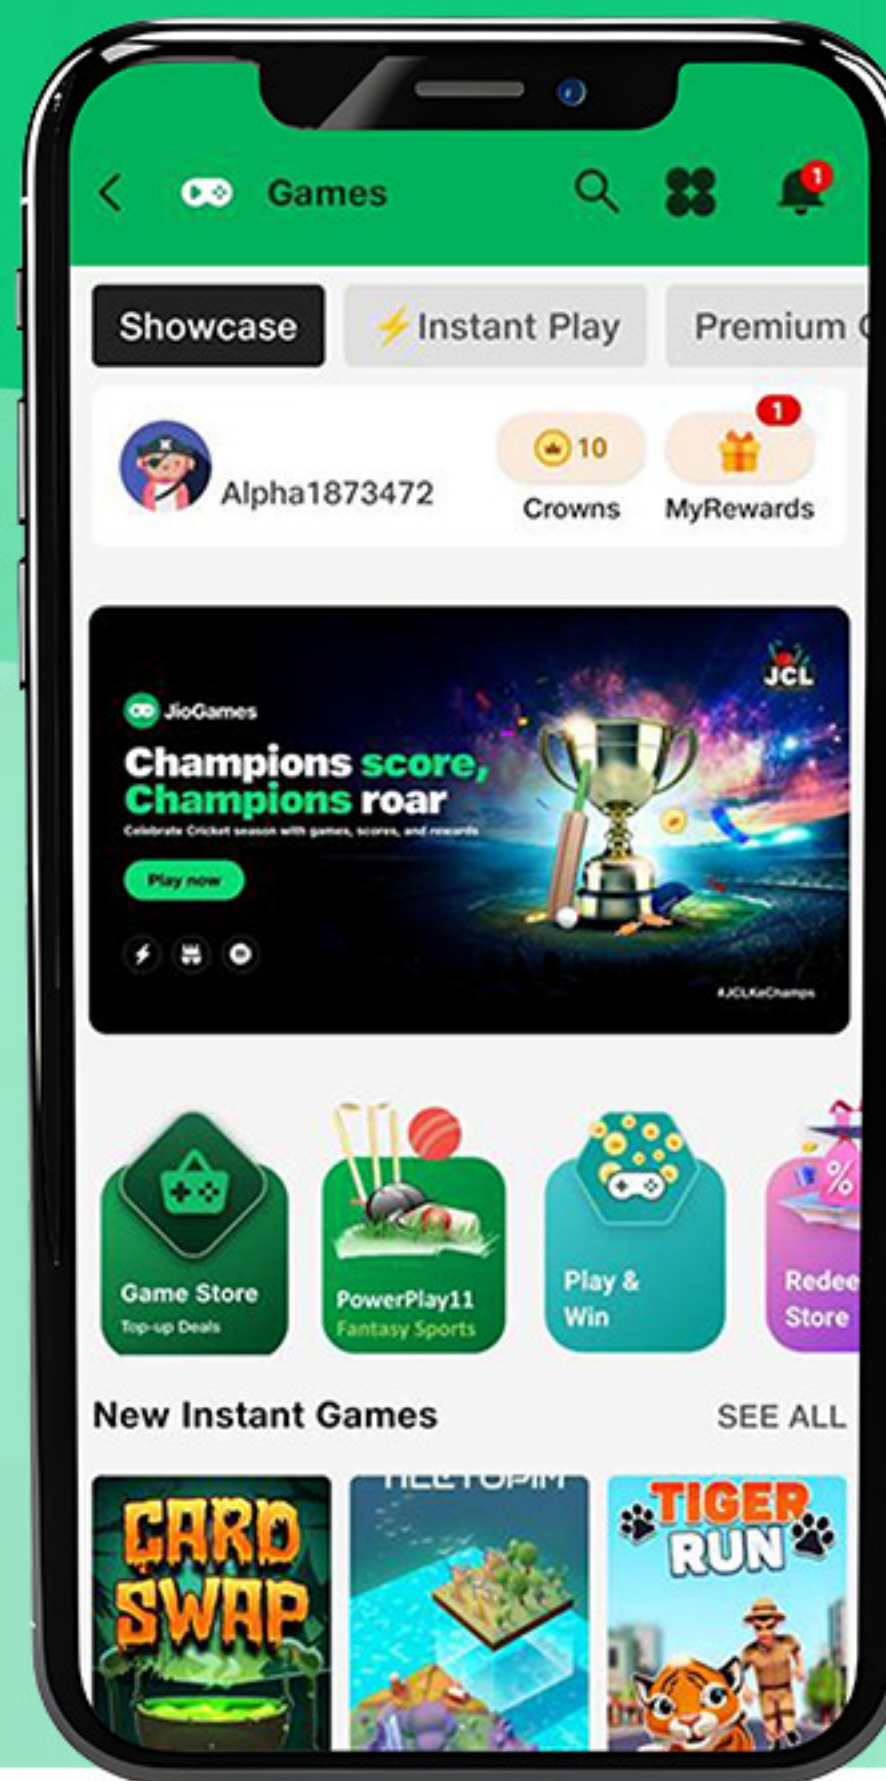 Games
1
Showcase
⚡Instant Play
Premium
1
10
Alpha1873472
Crowns
MyRewards
JCL
JioGames
Champions score,
Champions roar
Celebrate Cricket season with games, scores, and rewards
Play now
#JCLKeChamps
Game Store
Top-up Deals
PowerPlay11
Fantasy Sports
Play &
Win
%
Redee
Store
New Instant Games
SEE ALL
CARD
SWAP
TIGER
RUN